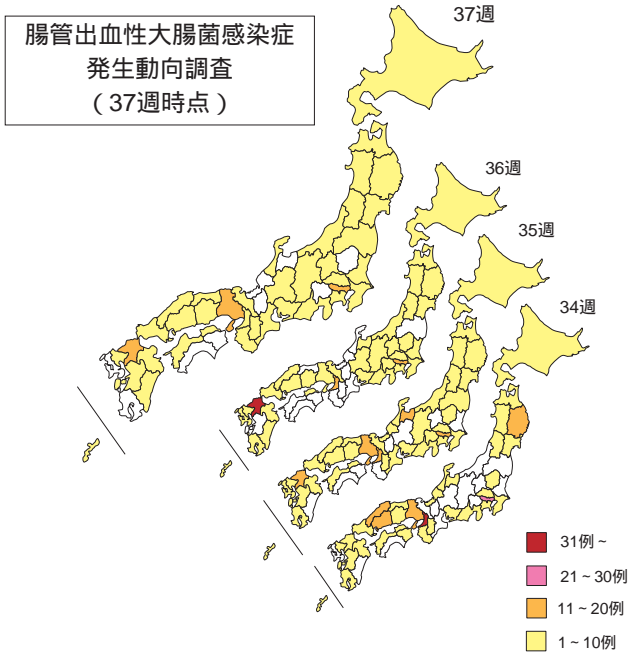 腸管出血性大腸菌感染症
発生動向調査
（37週時点）
37週
36週
35週
34週
31例～
21～30例
11～20例
1～10例